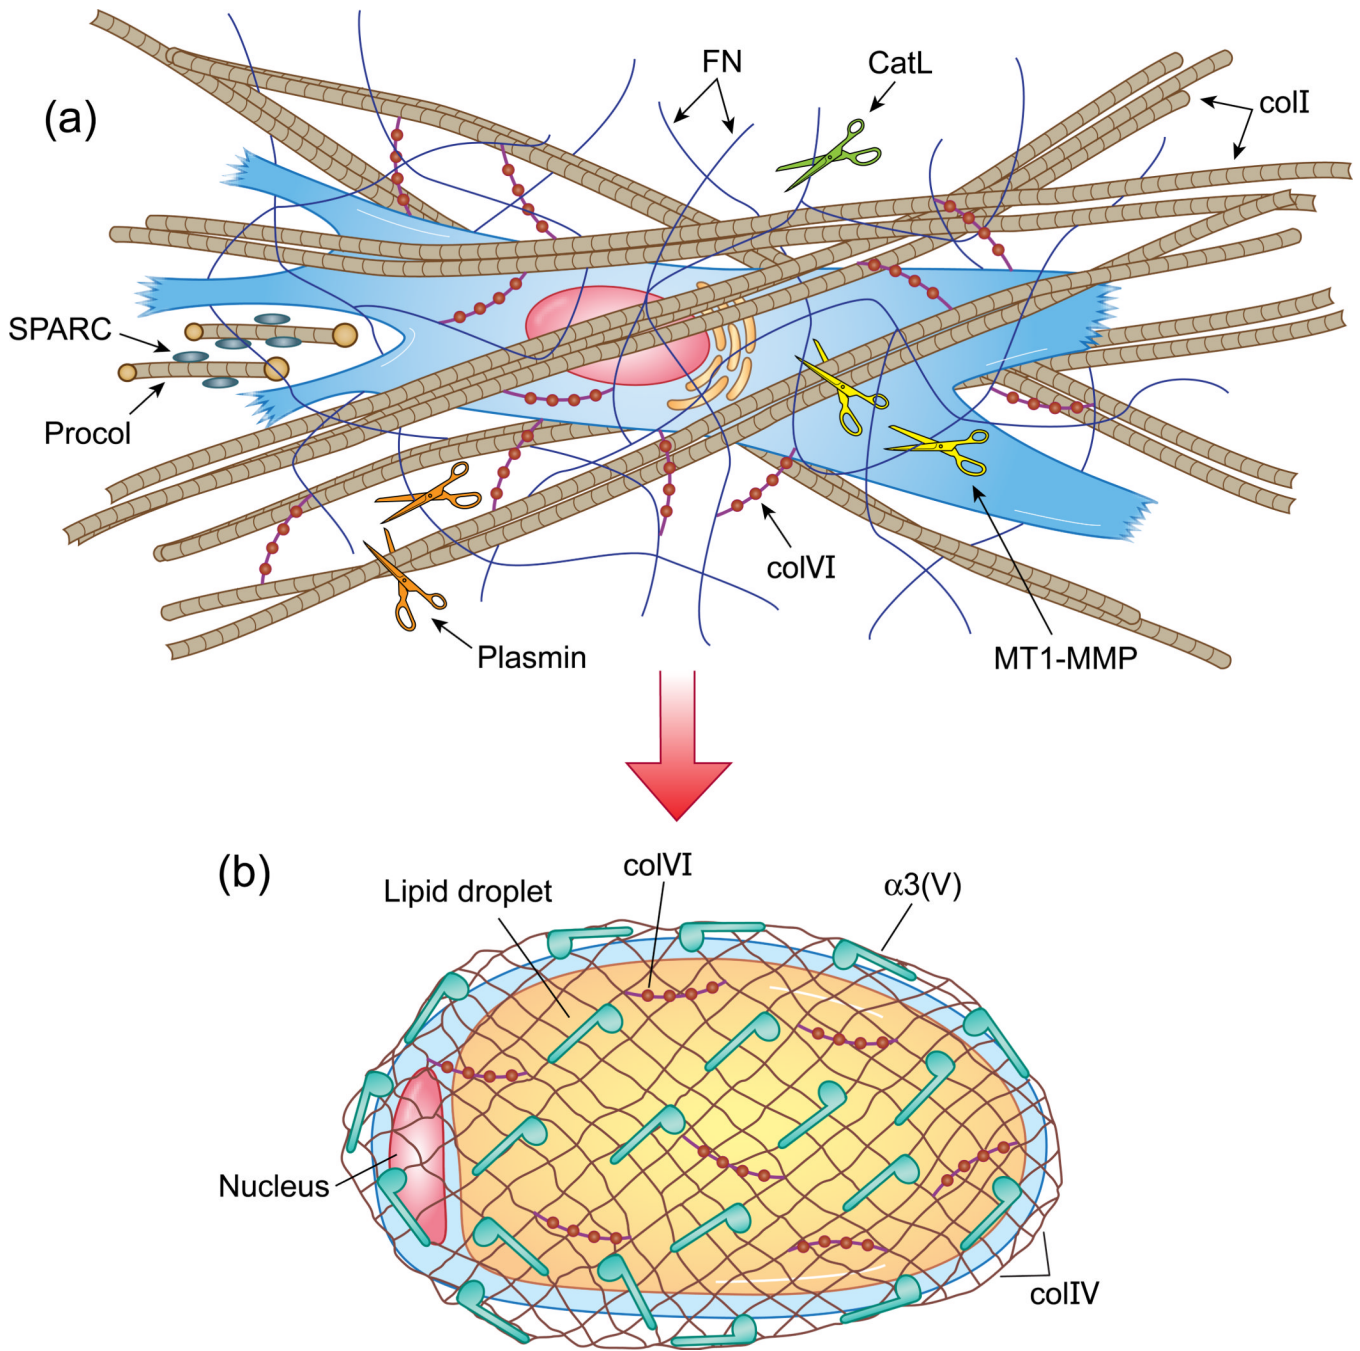 (a)
FN
CatL
colI
SPARC
Procol
colVI
Plasmin
MT1-MMP
(b)
colVI
Lipid droplet
α3(V)
Nucleus
colIV